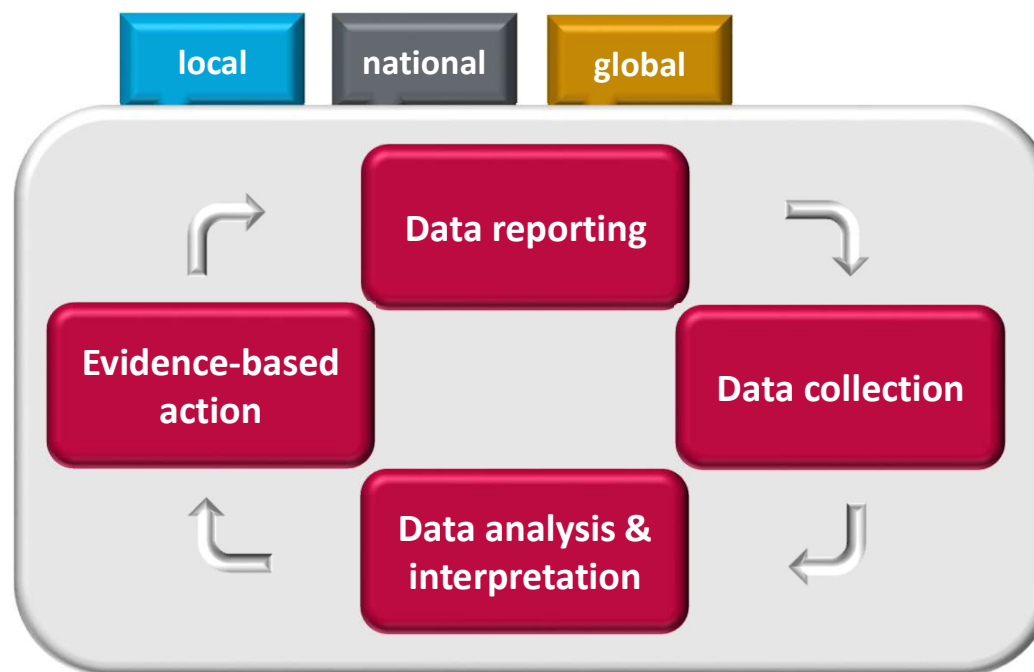 local
national
global
Data reporting
Evidence-based
action
Data collection
Data analysis &
interpretation